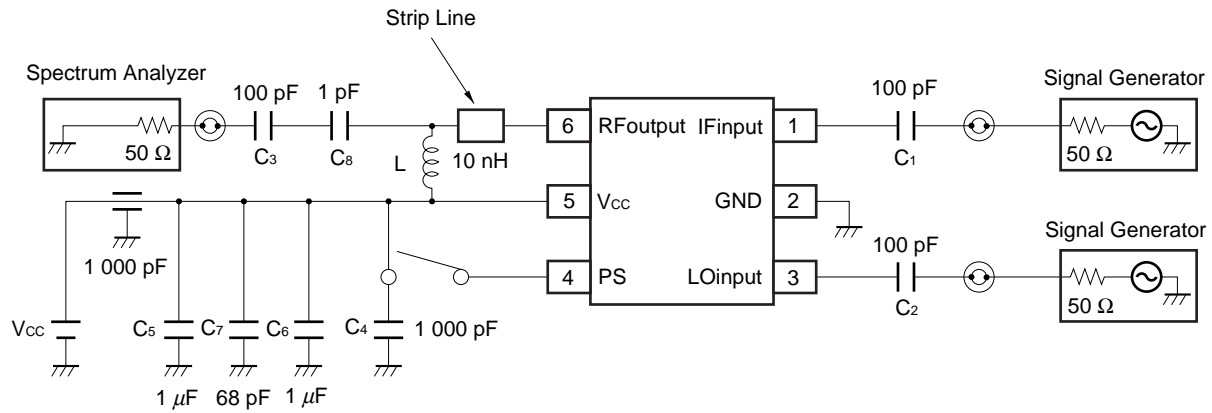 Strip Line
Spectrum Analyzer
100 pF
1 pF
50 Ω
C3
C8
L
10 nH
6
RFoutput
IFinput
1
5
VCC
GND
2
4
PS
LOinput
3
100 pF
C1
Signal Generator
50 Ω
100 pF
C2
Signal Generator
50 Ω
1 000 pF
VCC
C5
C7
C6
C4
1 000 pF
1 μF
68 pF
1 μF